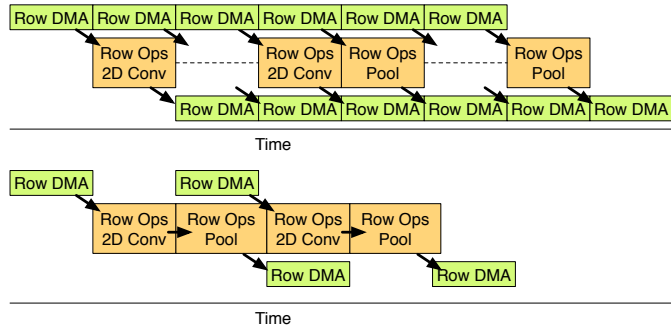 Row DMA Row DMA Row DMA Row DMA Row DMA Row DMA
Row Ops Row Ops Row Ops Row Ops
2D Conv 2D Conv Pool Pool
Row DMA Row DMA Row DMA Row DMA Row DMA Row DMA
Time
Row DMA Row DMA
Row Ops Row Ops Row Ops Row Ops
2D Conv Pool 2D Conv Pool
Row DMA Row DMA
Time